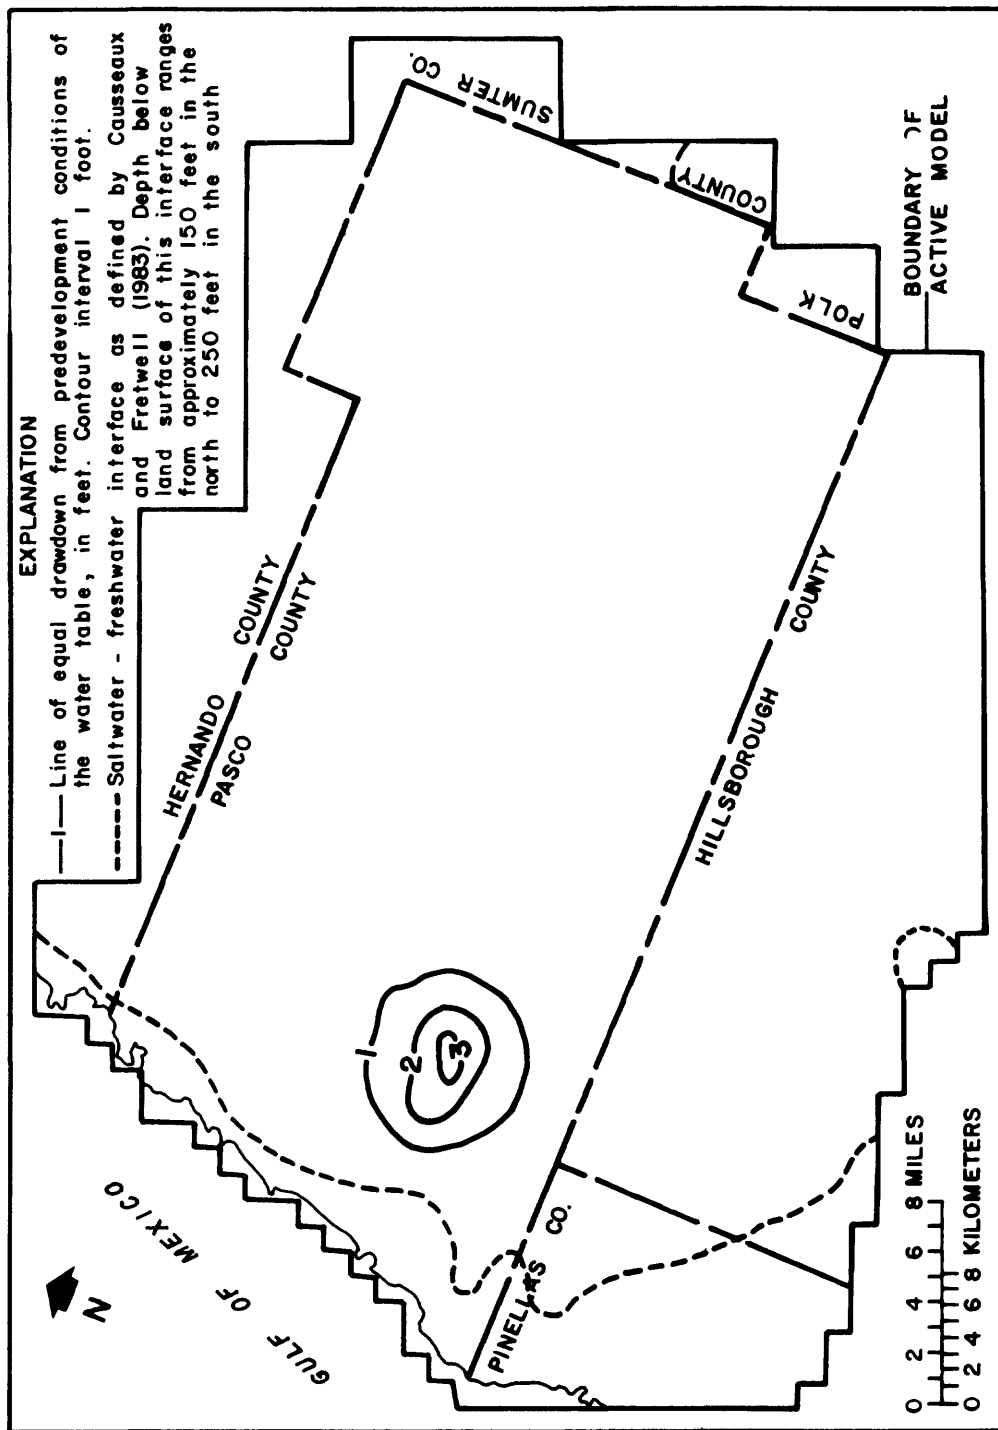 EXPLANATION
—1— Line of equal drawdown from predevelopment conditions of
the water table, in feet. Contour interval 1 foot.
Saltwater - freshwater interface as defined by Causseaux
and Fretwell (1983). Depth below
land surface of this interface ranges
from approximately 150 feet in the
north to 250 feet in the south
N
GULF OF MEXICO
HERNANDO COUNTY
PASCO COUNTY
SUMTER CO.
COUNTY
POLK
1
2
3
PINELLAS CO.
HILLSBOROUGH COUNTY
BOUNDARY OF
ACTIVE MODEL
0 2 4 6 8 MILES
0 2 4 6 8 KILOMETERS